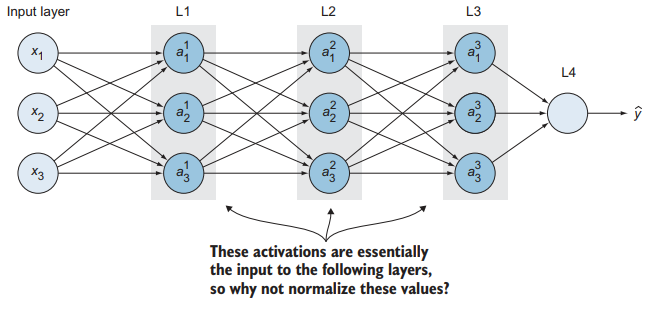 Input layer L1 L2 L3
L4
x1 a11 a21 a31
x2 a12 a22 a32 ŷ
x3 a13 a23 a33
These activations are essentially
the input to the following layers,
so why not normalize these values?